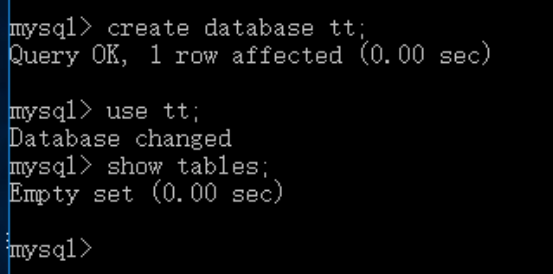 mysql> create database tt;
Query OK, 1 row affected (0.00 sec)
mysql> use tt;
Database changed
mysql> show tables;
Empty set (0.00 sec)
mysql>